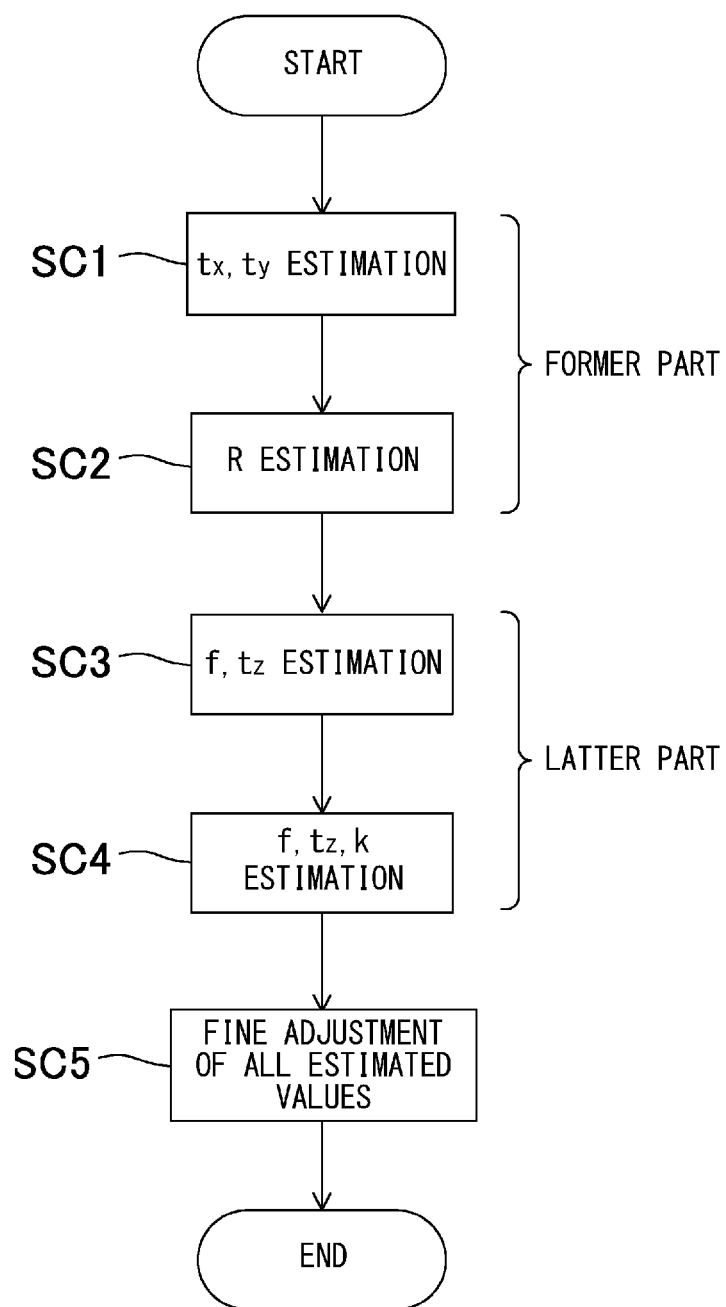 START
SC1
tx, ty ESTIMATION
FORMER PART
SC2
R ESTIMATION
SC3
f, tz ESTIMATION
LATTER PART
SC4
f, tz, k
ESTIMATION
SC5
FINE ADJUSTMENT
OF ALL ESTIMATED
VALUES
END